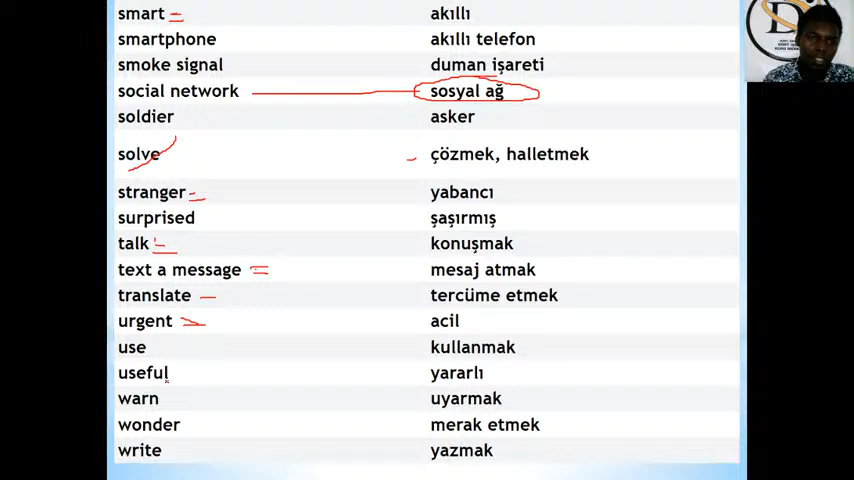 smart akıllı
smartphone akıllı telefon
smoke signal duman işareti
social network sosyal ağ
soldier asker
solve çözmek, halletmek
stranger yabancı
surprised şaşırmış
talk konuşmak
text a message mesaj atmak
translate tercüme etmek
urgent acil
use kullanmak
useful yararlı
warn uyarmak
wonder merak etmek
write yazmak